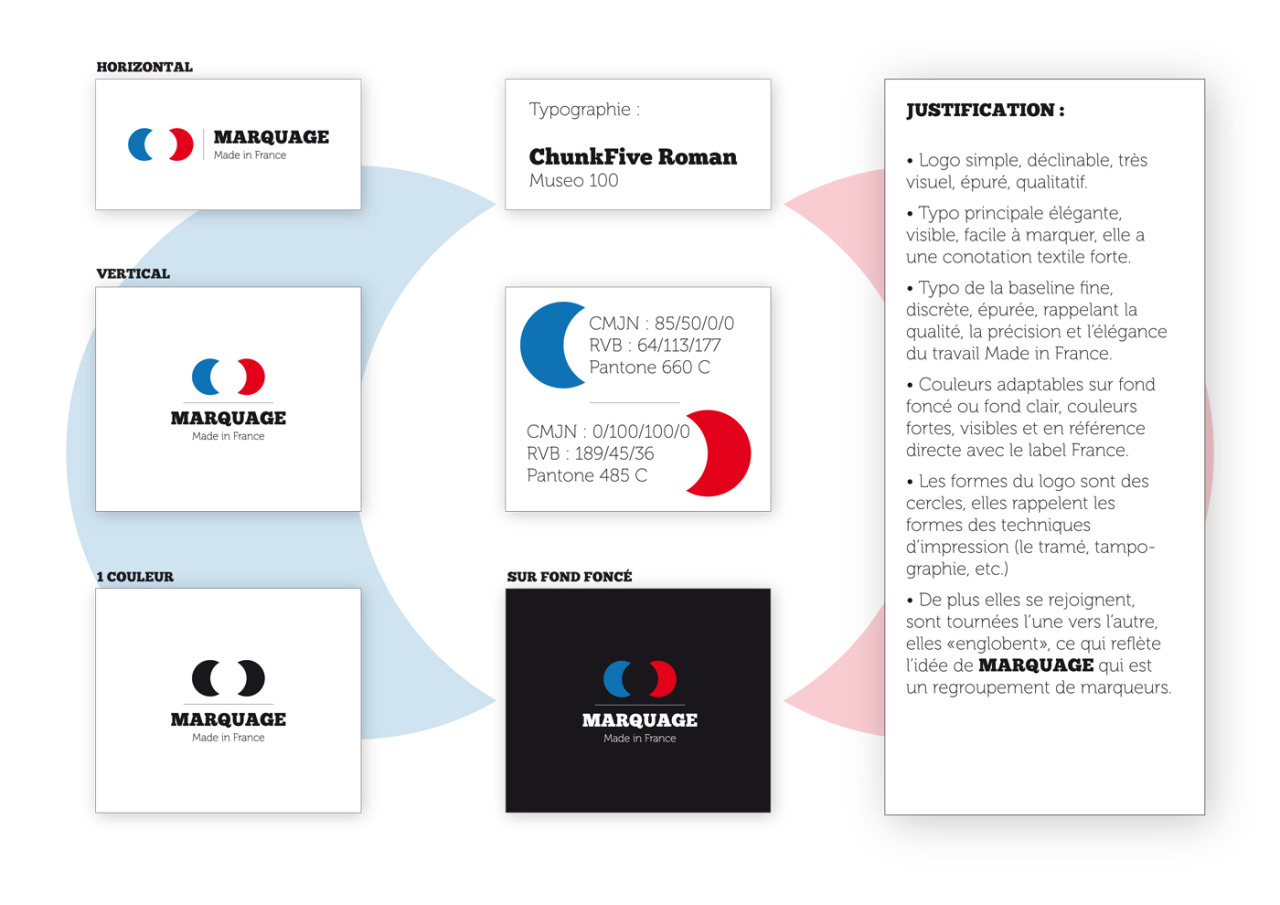 HORIZONTAL
MARQUAGE
Made in France
VERTICAL
MARQUAGE
Made in France
1 COULEUR
MARQUAGE
Made in France
Typographie :
ChunkFive Roman
Museo 100
CMJN : 85/50/0/0
RVB : 64/113/177
Pantone 660 C
CMJN : 0/100/100/0
RVB : 189/45/36
Pantone 485 C
SUR FOND FONCÉ
MARQUAGE
Made in France
JUSTIFICATION :
• Logo simple, déclinable, très
visuel, épuré, qualitatif.
• Typo principale élégante,
visible, facile à marquer, elle a
une conotation textile forte.
• Typo de la baseline fine,
discrète, épurée, rappelant la
qualité, la précision et l'élégance
du travail Made in France.
• Couleurs adaptables sur fond
foncé ou fond clair, couleurs
fortes, visibles et en référence
directe avec le label France.
• Les formes du logo sont des
cercles, elles rappelent les
formes des techniques
d'impression (le tramé, tampo-
graphie, etc.)
• De plus elles se rejoignent,
sont tournées l'une vers l'autre,
elles «englobent», ce qui reflète
l'idée de MARQUAGE qui est
un regroupement de marqueurs.